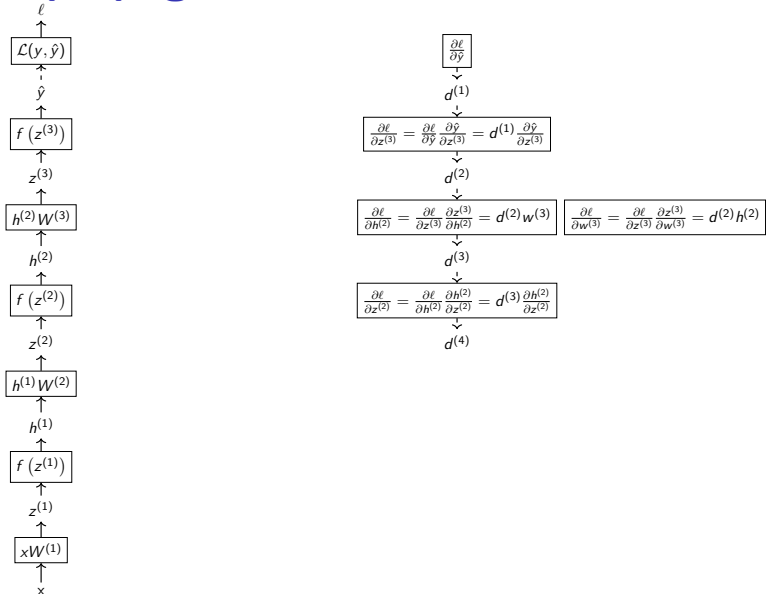 ℓ
ℒ(y, ŷ)
ŷ
f (z^{(3)})
z^{(3)}
h^{(2)}W^{(3)}
h^{(2)}
f (z^{(2)})
z^{(2)}
h^{(1)}W^{(2)}
h^{(1)}
f (z^{(1)})
z^{(1)}
xW^{(1)}
x
∂ℓ/∂ŷ
d^{(1)}
∂ℓ/∂z^{(3)} = ∂ℓ/∂ŷ ∂ŷ/∂z^{(3)} = d^{(1)} ∂ŷ/∂z^{(3)}
d^{(2)}
∂ℓ/∂h^{(2)} = ∂ℓ/∂z^{(3)} ∂z^{(3)}/∂h^{(2)} = d^{(2)}w^{(3)}
∂ℓ/∂w^{(3)} = ∂ℓ/∂z^{(3)} ∂z^{(3)}/∂w^{(3)} = d^{(2)}h^{(2)}
d^{(3)}
∂ℓ/∂z^{(2)} = ∂ℓ/∂h^{(2)} ∂h^{(2)}/∂z^{(2)} = d^{(3)} ∂h^{(2)}/∂z^{(2)}
d^{(4)}